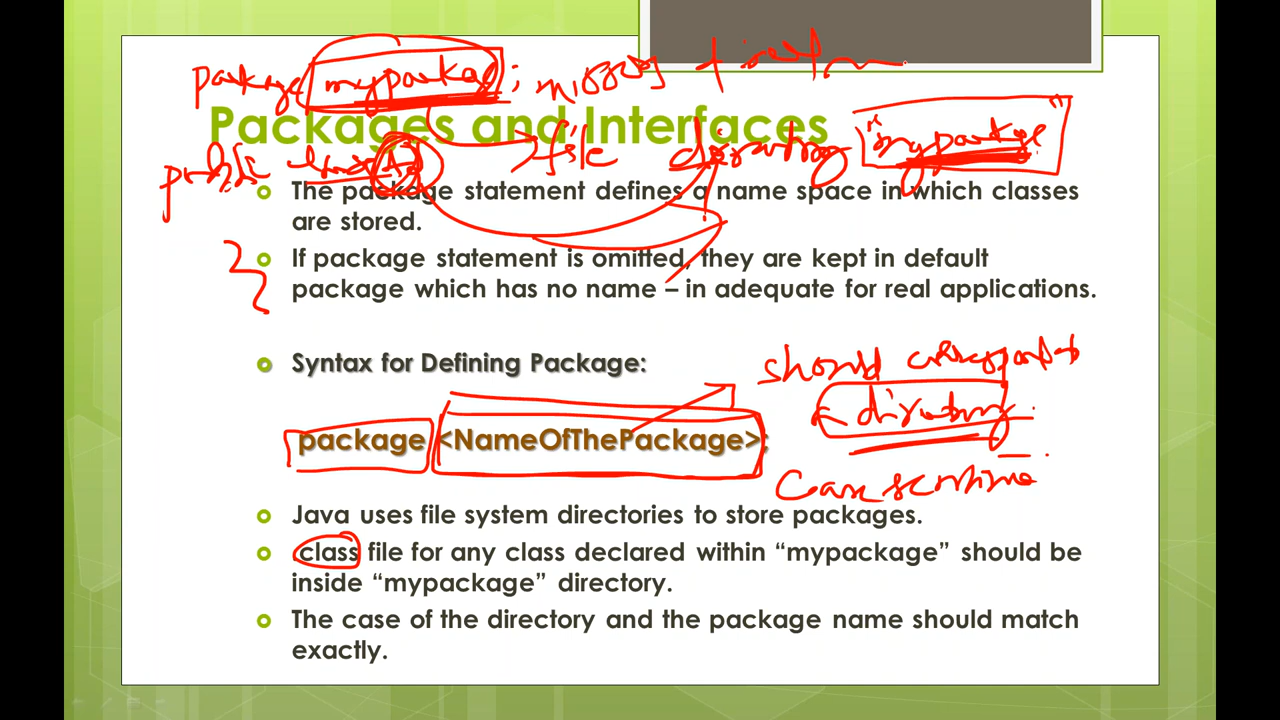 package mypackage;
Packages and Interfaces
file directory "mypackage"
public class A {
The package statement defines a name space in which classes
are stored.
If package statement is omitted, they are kept in default
package which has no name – in adequate for real applications.
Syntax for Defining Package:
should
a directory
package <NameOfThePackage>;
Case sensitive
Java uses file system directories to store packages.
.class file for any class declared within “mypackage” should be
inside “mypackage” directory.
The case of the directory and the package name should match
exactly.